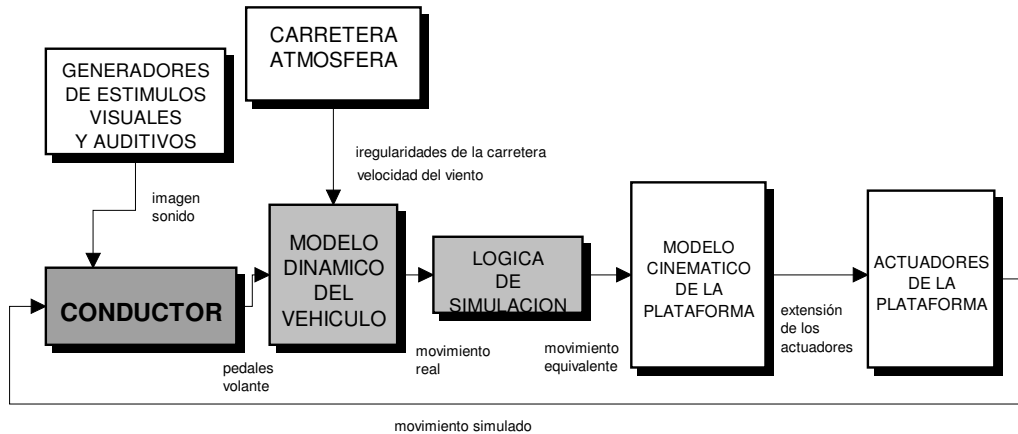 GENERADORES
DE ESTIMULOS
VISUALES
Y AUDITIVOS
CARRETERA
ATMOSFERA
iregularidades de la carretera
velocidad del viento
imagen
sonido
CONDUCTOR
pedales
volante
MODELO
DINAMICO
DEL
VEHICULO
movimiento
real
LOGICA
DE
SIMULACION
movimiento
equivalente
MODELO
CINEMATICO
DE LA
PLATAFORMA
extensión
de los
actuadores
ACTUADORES
DE LA
PLATAFORMA
movimiento simulado